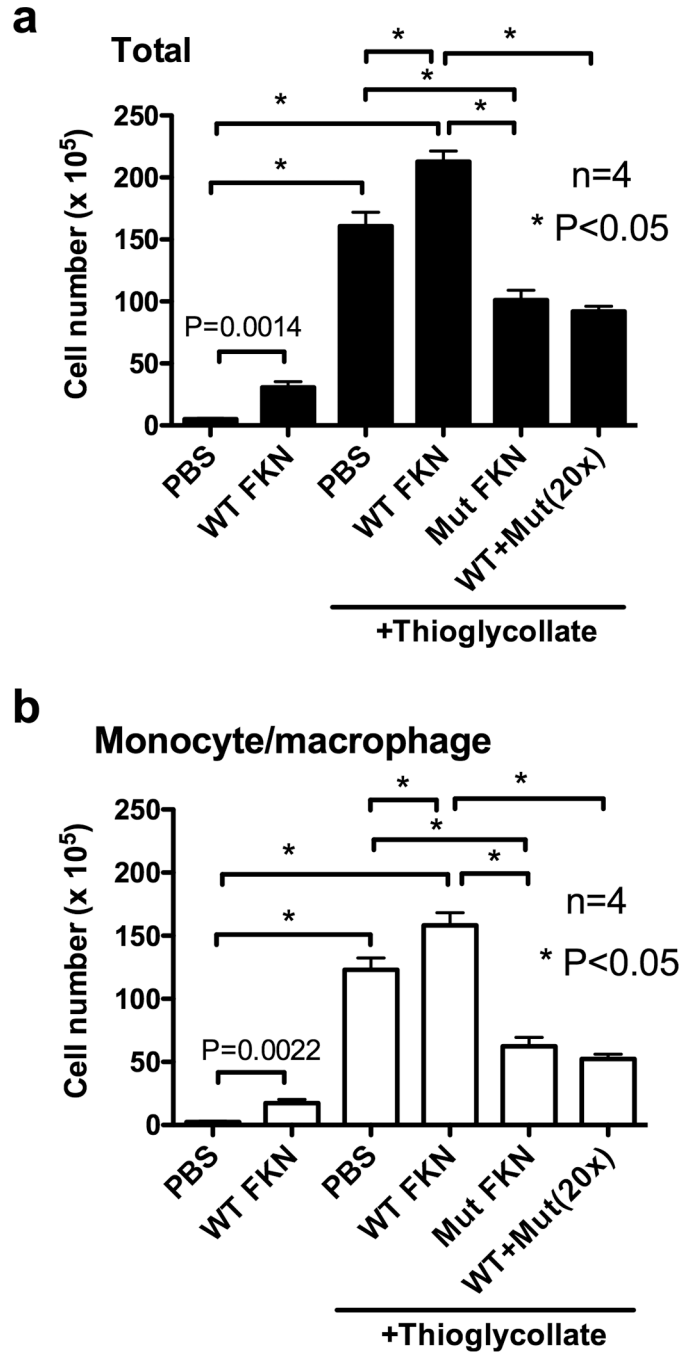 a
Total
* *
*
* *
*
Cell number (x 10⁵)
250
200
150
100
50
0
n=4
* P<0.05
P=0.0014
PBS
WT FKN
PBS
WT FKN
Mut FKN
WT+Mut(20x)
+Thioglycollate
b
Monocyte/macrophage
* *
*
* *
*
Cell number (x 10⁵)
250
200
150
100
50
0
n=4
* P<0.05
P=0.0022
PBS
WT FKN
PBS
WT FKN
Mut FKN
WT+Mut(20x)
+Thioglycollate